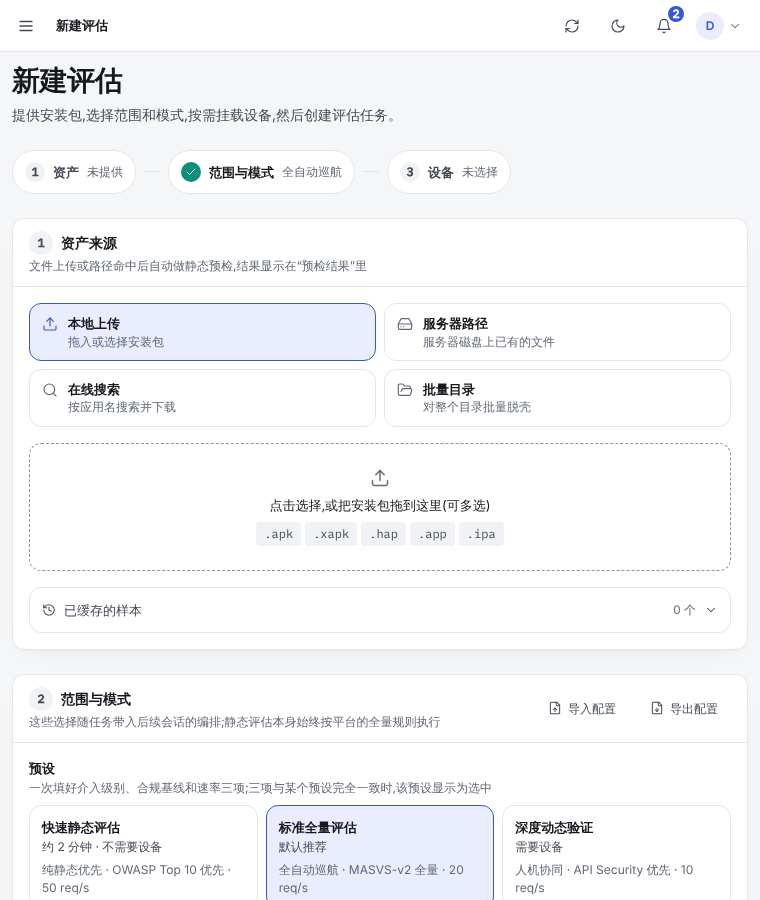 新建评估
2
D
新建评估
提供安装包,选择范围和模式,按需挂载设备,然后创建评估任务。
1 资产 未提供
范围与模式 全自动巡航
3 设备 未选择
1 资产来源
文件上传或路径命中后自动做静态预检,结果显示在“预检结果”里
本地上传
拖入或选择安装包
服务器路径
服务器磁盘上已有的文件
在线搜索
按应用名搜索并下载
批量目录
对整个目录批量脱壳
点击选择,或把安装包拖到这里(可多选)
.apk .xapk .hap .app .ipa
已缓存的样本 0 个
2 范围与模式
这些选择随任务带入后续会话的编排;静态评估本身始终按平台的全量规则执行
导入配置
导出配置
预设
一次填好介入级别、合规基线和速率三项;三项与某个预设完全一致时,该预设显示为选中
快速静态评估
约 2 分钟 · 不需要设备
纯静态优先 · OWASP Top 10 优先 ·
50 req/s
标准全量评估
默认推荐
全自动巡航 · MASVS-v2 全量 · 20
req/s
深度动态验证
需要设备
人机协同 · API Security 优先 · 10
req/s